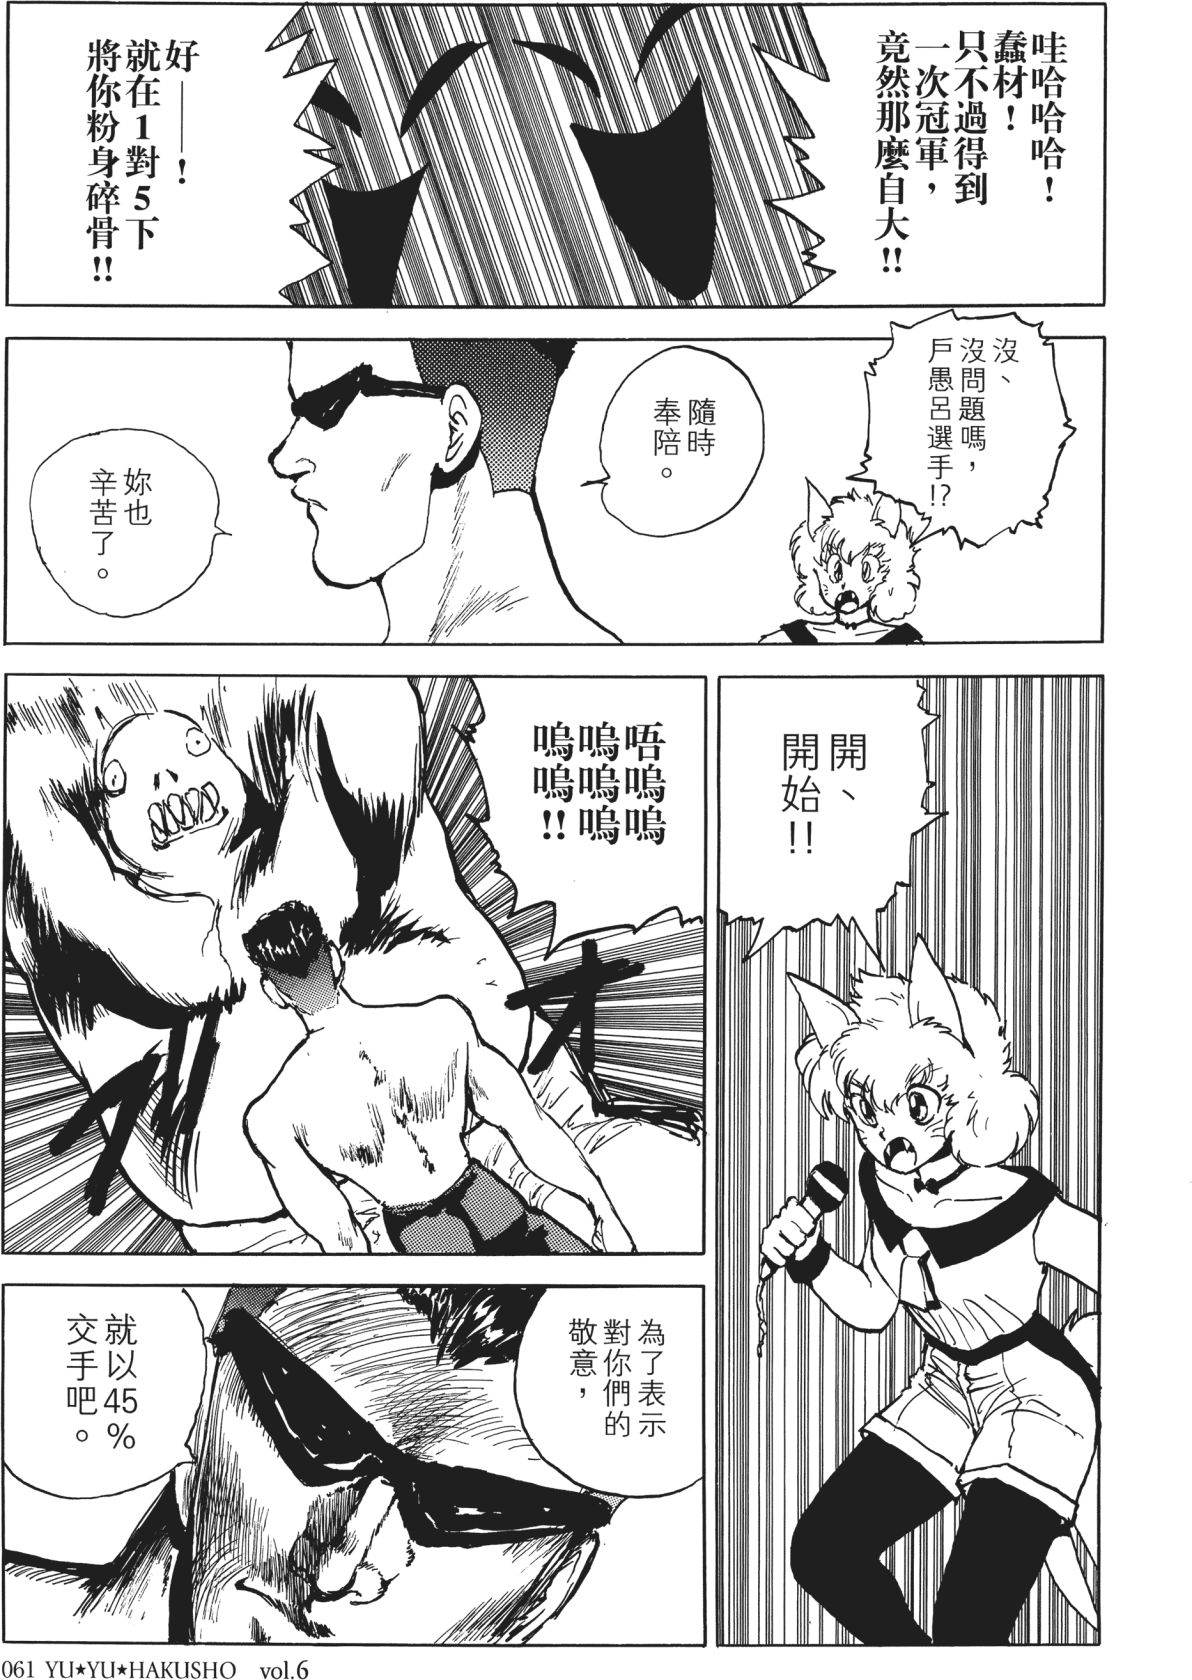 哇哈哈哈！
蠢材！
只不過得到
一次冠軍，
竟然那麼自大!!
好——！
就在1對5下
將你粉身碎骨!!
沒、
沒問題嗎，
戶愚呂選手!?
隨時
奉陪。
妳也
辛苦了。
開、
開始!!
唔嗚嗚
嗚嗚嗚
嗚嗚!!
オオ
為了表示
對你們的
敬意，
就以45%
交手吧。
061 YU★YU★HAKUSHO vol.6